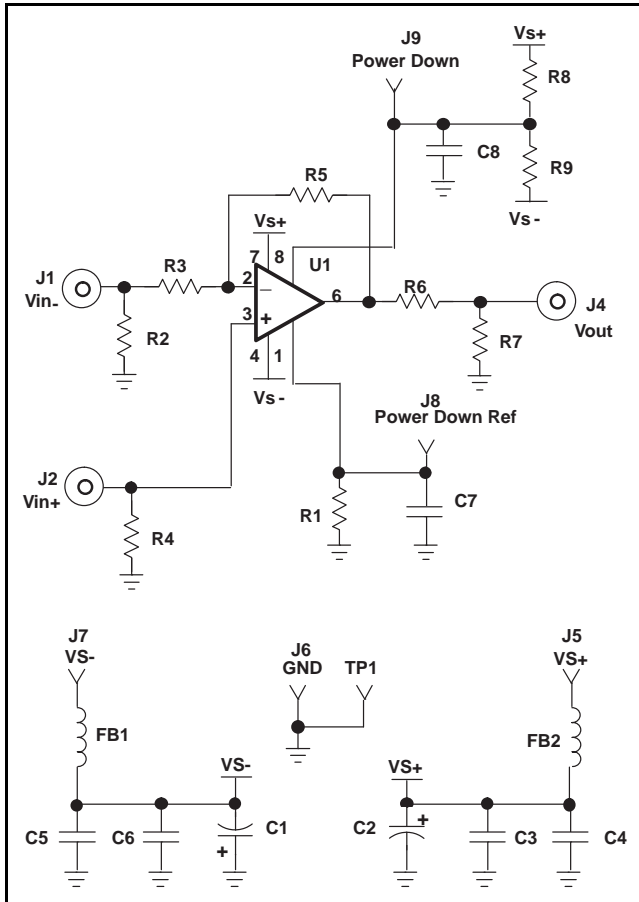 J9
Power Down
Vs+
R8
C8
R9
Vs-
R5
Vs+
7 8
U1
J1
Vin-
R3
2
–
6
R6
J4
Vout
3
+
R2
R7
4 1
Vs-
J8
Power Down Ref
J2
Vin+
R1
C7
R4
J7
VS-
J6
GND
TP1
J5
VS+
FB1
FB2
VS-
VS+
C5
C6
C1
+
C2
+
C3
C4